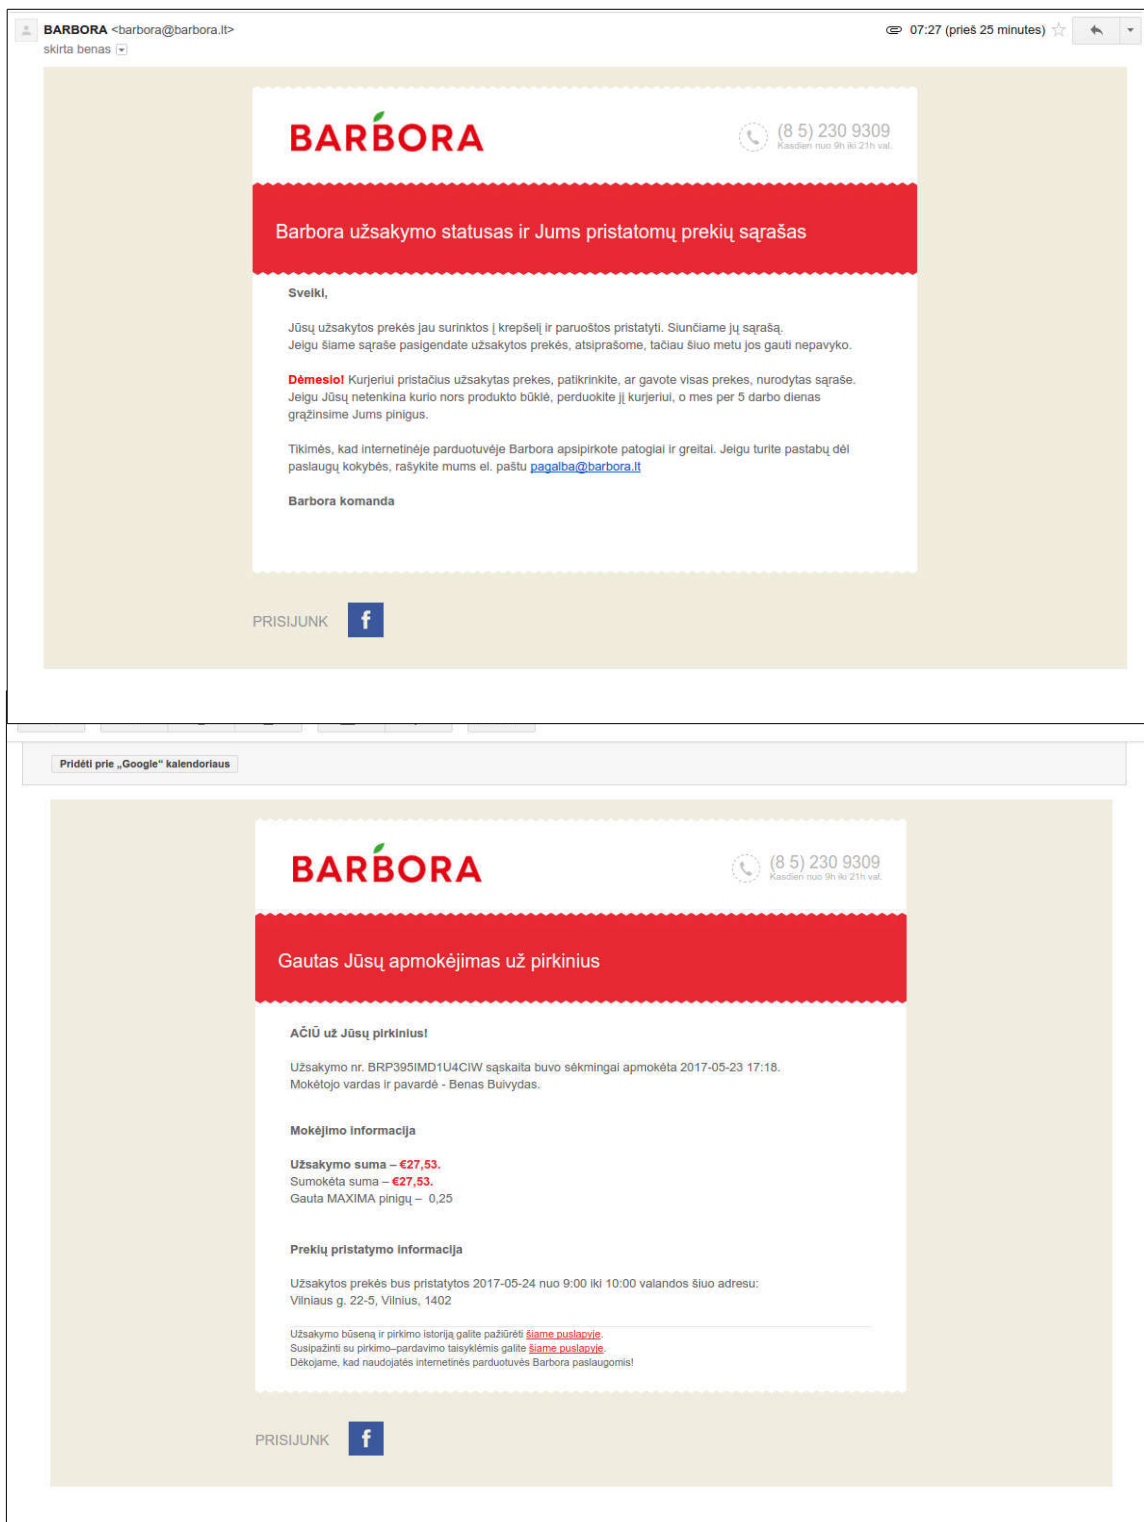 BARBORA <barbora@barbora.lt>
07:27 (prieš 25 minutes)
skirta benas
BARBORA
(8 5) 230 9309
Kasdien nuo 9h iki 21h val.
Barbora užsakymo statusas ir Jums pristatomų prekių sąrašas
Sveiki,
Jūsų užsakytos prekės jau surinktos į krepšelį ir paruoštos pristatyti. Siunčiame jų sąrašą.
Jeigu šiame sąraše pasigendate užsakytos prekės, atsiprašome, tačiau šiuo metu jos gauti nepavyko.
Dėmesio! Kurjeriui pristačius užsakytas prekes, patikrinkite, ar gavote visas prekes, nurodytas sąraše.
Jeigu Jūsų netenkina kurio nors produkto būklė, perduokite jį kurjeriui, o mes per 5 darbo dienas
grąžinsime Jums pinigus.
Tikimės, kad internetinėje parduotuvėje Barbora apsipirkote patogiai ir greitai. Jeigu turite pastabų dėl
paslaugų kokybės, rašykite mums el. paštu pagalba@barbora.lt
Barbora komanda
PRISIJUNK f
Pridėti prie „Google“ kalendoriaus
BARBORA
(8 5) 230 9309
Kasdien nuo 9h iki 21h val.
Gautas Jūsų apmokėjimas už pirkinius
AČIŪ už Jūsų pirkinius!
Užsakymo nr. BRP395IMD1U4CIW sąskaita buvo sėkmingai apmokėta 2017-05-23 17:18.
Mokėtojo vardas ir pavardė - Benas Buivydas.
Mokėjimo informacija
Užsakymo suma – €27,53.
Sumokėta suma – €27,53.
Gauta MAXIMA pinigų – 0,25
Prekių pristatymo informacija
Užsakytos prekės bus pristatytos 2017-05-24 nuo 9:00 iki 10:00 valandos šiuo adresu:
Vilniaus g. 22-5, Vilnius, 1402
Užsakymo būseną ir pirkimo istoriją galite pažiūrėti šiame puslapyje.
Susipažinti su pirkimo–pardavimo taisyklėmis galite šiame puslapyje.
Dėkojame, kad naudojatės internetinės parduotuvės Barbora paslaugomis!
PRISIJUNK f